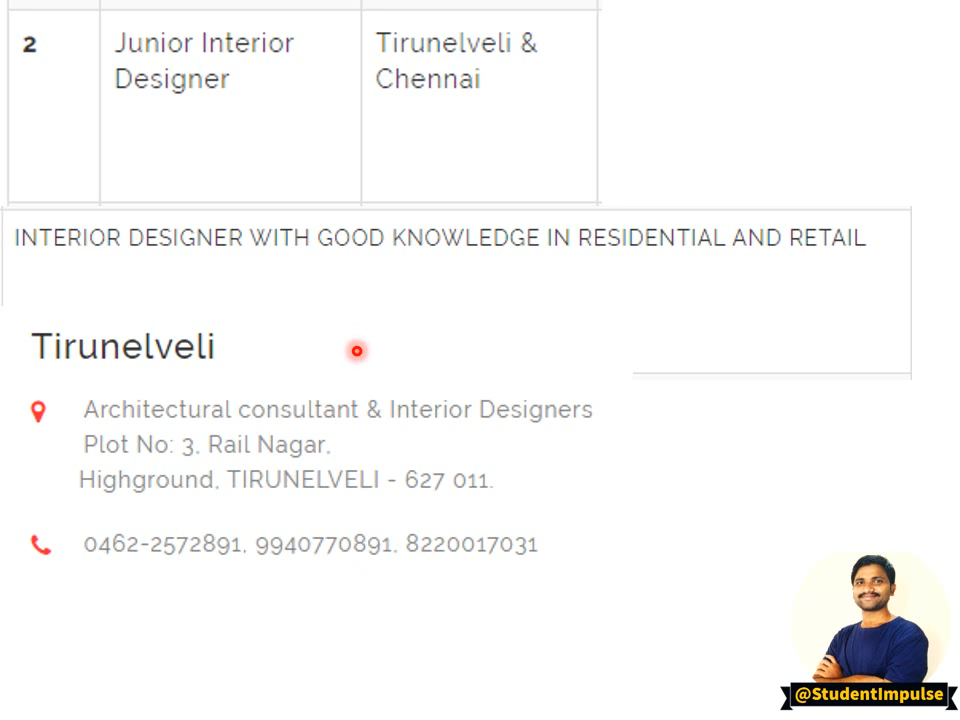 2 Junior Interior Tirunelveli &
Designer Chennai
INTERIOR DESIGNER WITH GOOD KNOWLEDGE IN RESIDENTIAL AND RETAIL
Tirunelveli
Architectural consultant & Interior Designers
Plot No: 3, Rail Nagar,
Highground, TIRUNELVELI - 627 011.
0462-2572891, 9940770891, 8220017031
@StudentImpulse